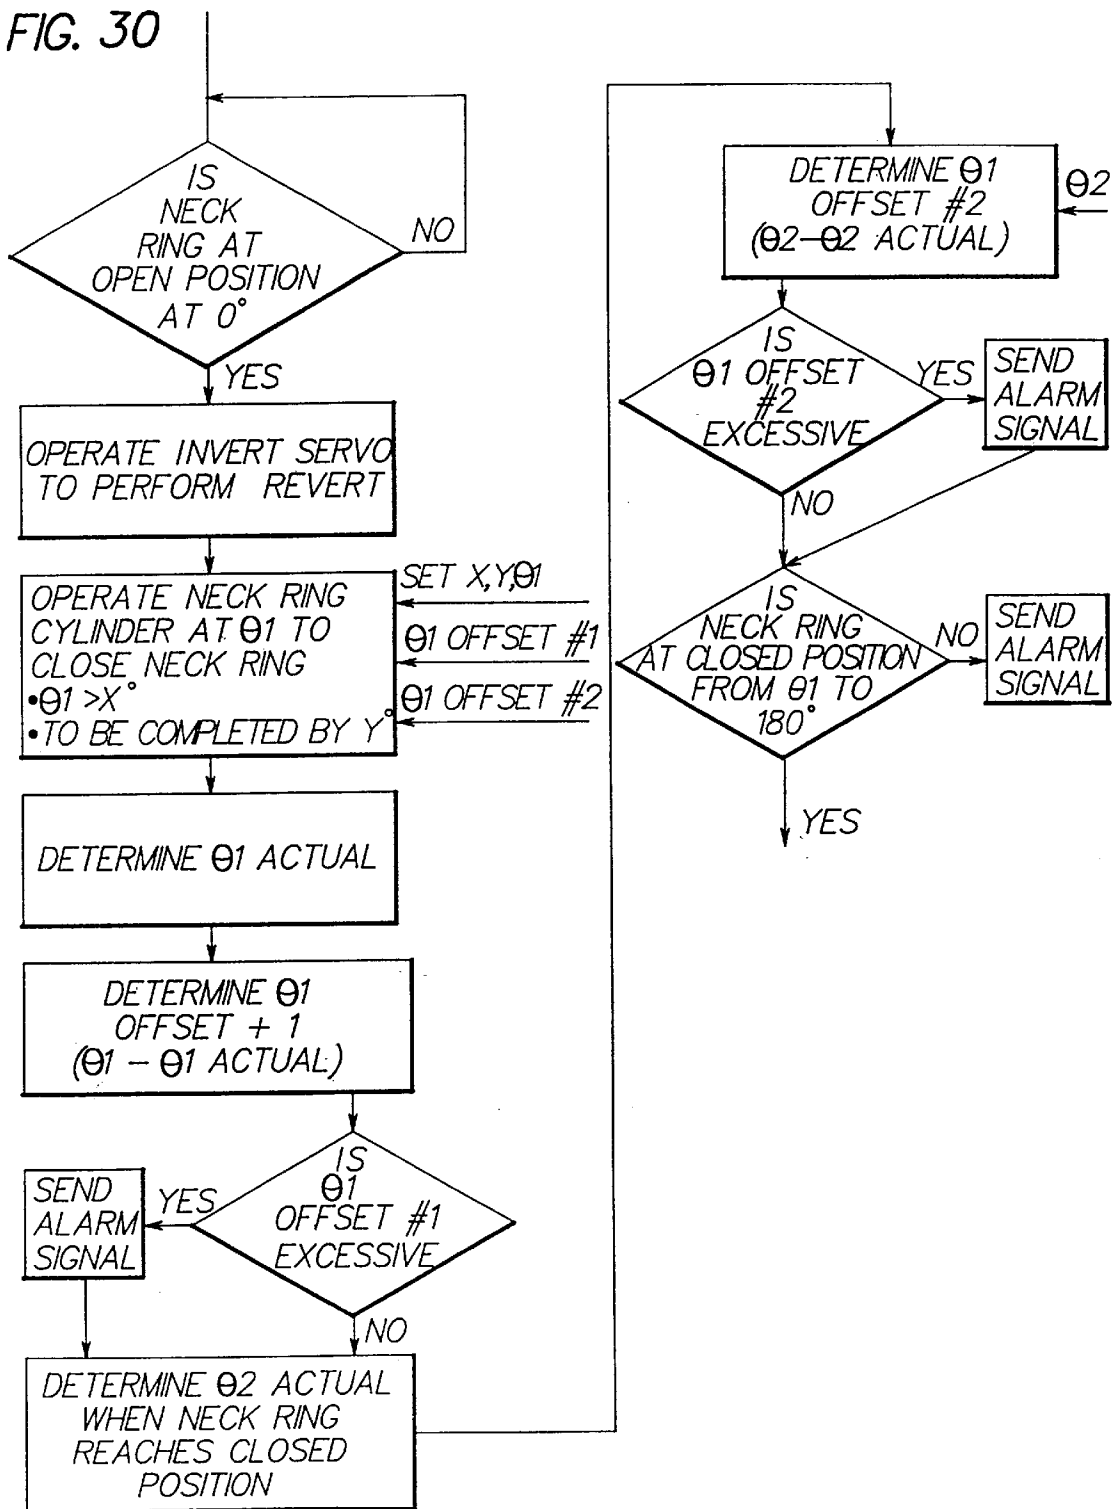 FIG. 30
IS
NECK
RING AT
OPEN POSITION
AT 0°
NO
YES
OPERATE INVERT SERVO
TO PERFORM REVERT
OPERATE NECK RING
CYLINDER AT θ1 TO
CLOSE NECK RING
•θ1 >X°
•TO BE COMPLETED BY Y°
SET X,Y,θ1
θ1 OFFSET #1
θ1 OFFSET #2
DETERMINE θ1 ACTUAL
DETERMINE θ1
OFFSET + 1
(θ1 – θ1 ACTUAL)
IS
θ1
OFFSET #1
EXCESSIVE
YES
SEND
ALARM
SIGNAL
NO
DETERMINE θ2 ACTUAL
WHEN NECK RING
REACHES CLOSED
POSITION
DETERMINE θ1
OFFSET #2
(θ2–θ2 ACTUAL)
θ2
IS
θ1 OFFSET
#2
EXCESSIVE
YES
SEND
ALARM
SIGNAL
NO
IS
NECK RING
AT CLOSED POSITION
FROM θ1 TO
180°
NO
SEND
ALARM
SIGNAL
YES